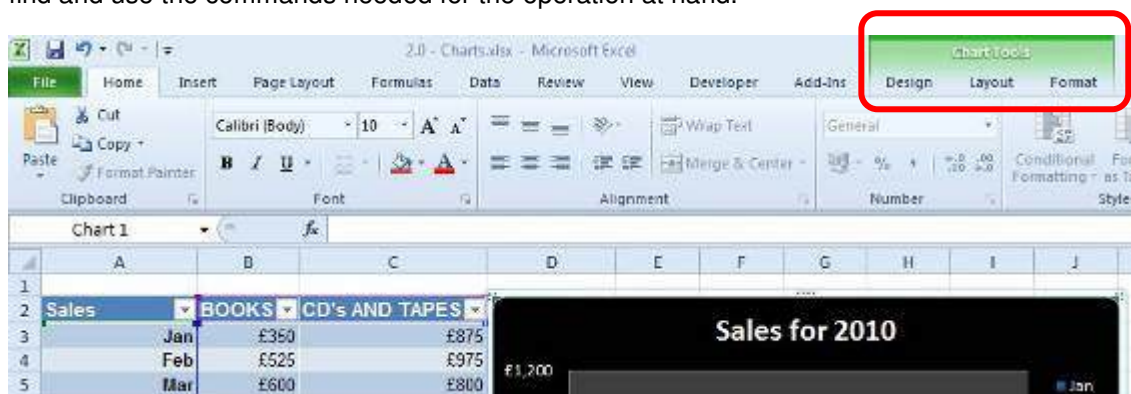 find and use the commands needed for the operation at hand.
2.0 - Charts.xlsx - Microsoft Excel
Chart Tools
File Home Insert Page Layout Formulas Data Review View Developer Add-Ins Design Layout Format
Cut
Copy
Format Painter
Paste
Calibri (Body) 10 A A
B I U A
Wrap Text
Merge & Center
General
% ,
Conditional
Formatting
as
Clipboard Font Alignment Number Style
Chart 1 fx
A B C D E F G H I J
1
2 Sales BOOKS CD's AND TAPES
3 Jan £350 £875
4 Feb £525 £975
5 Mar £600 £800
Sales for 2010
£1,200
Jan